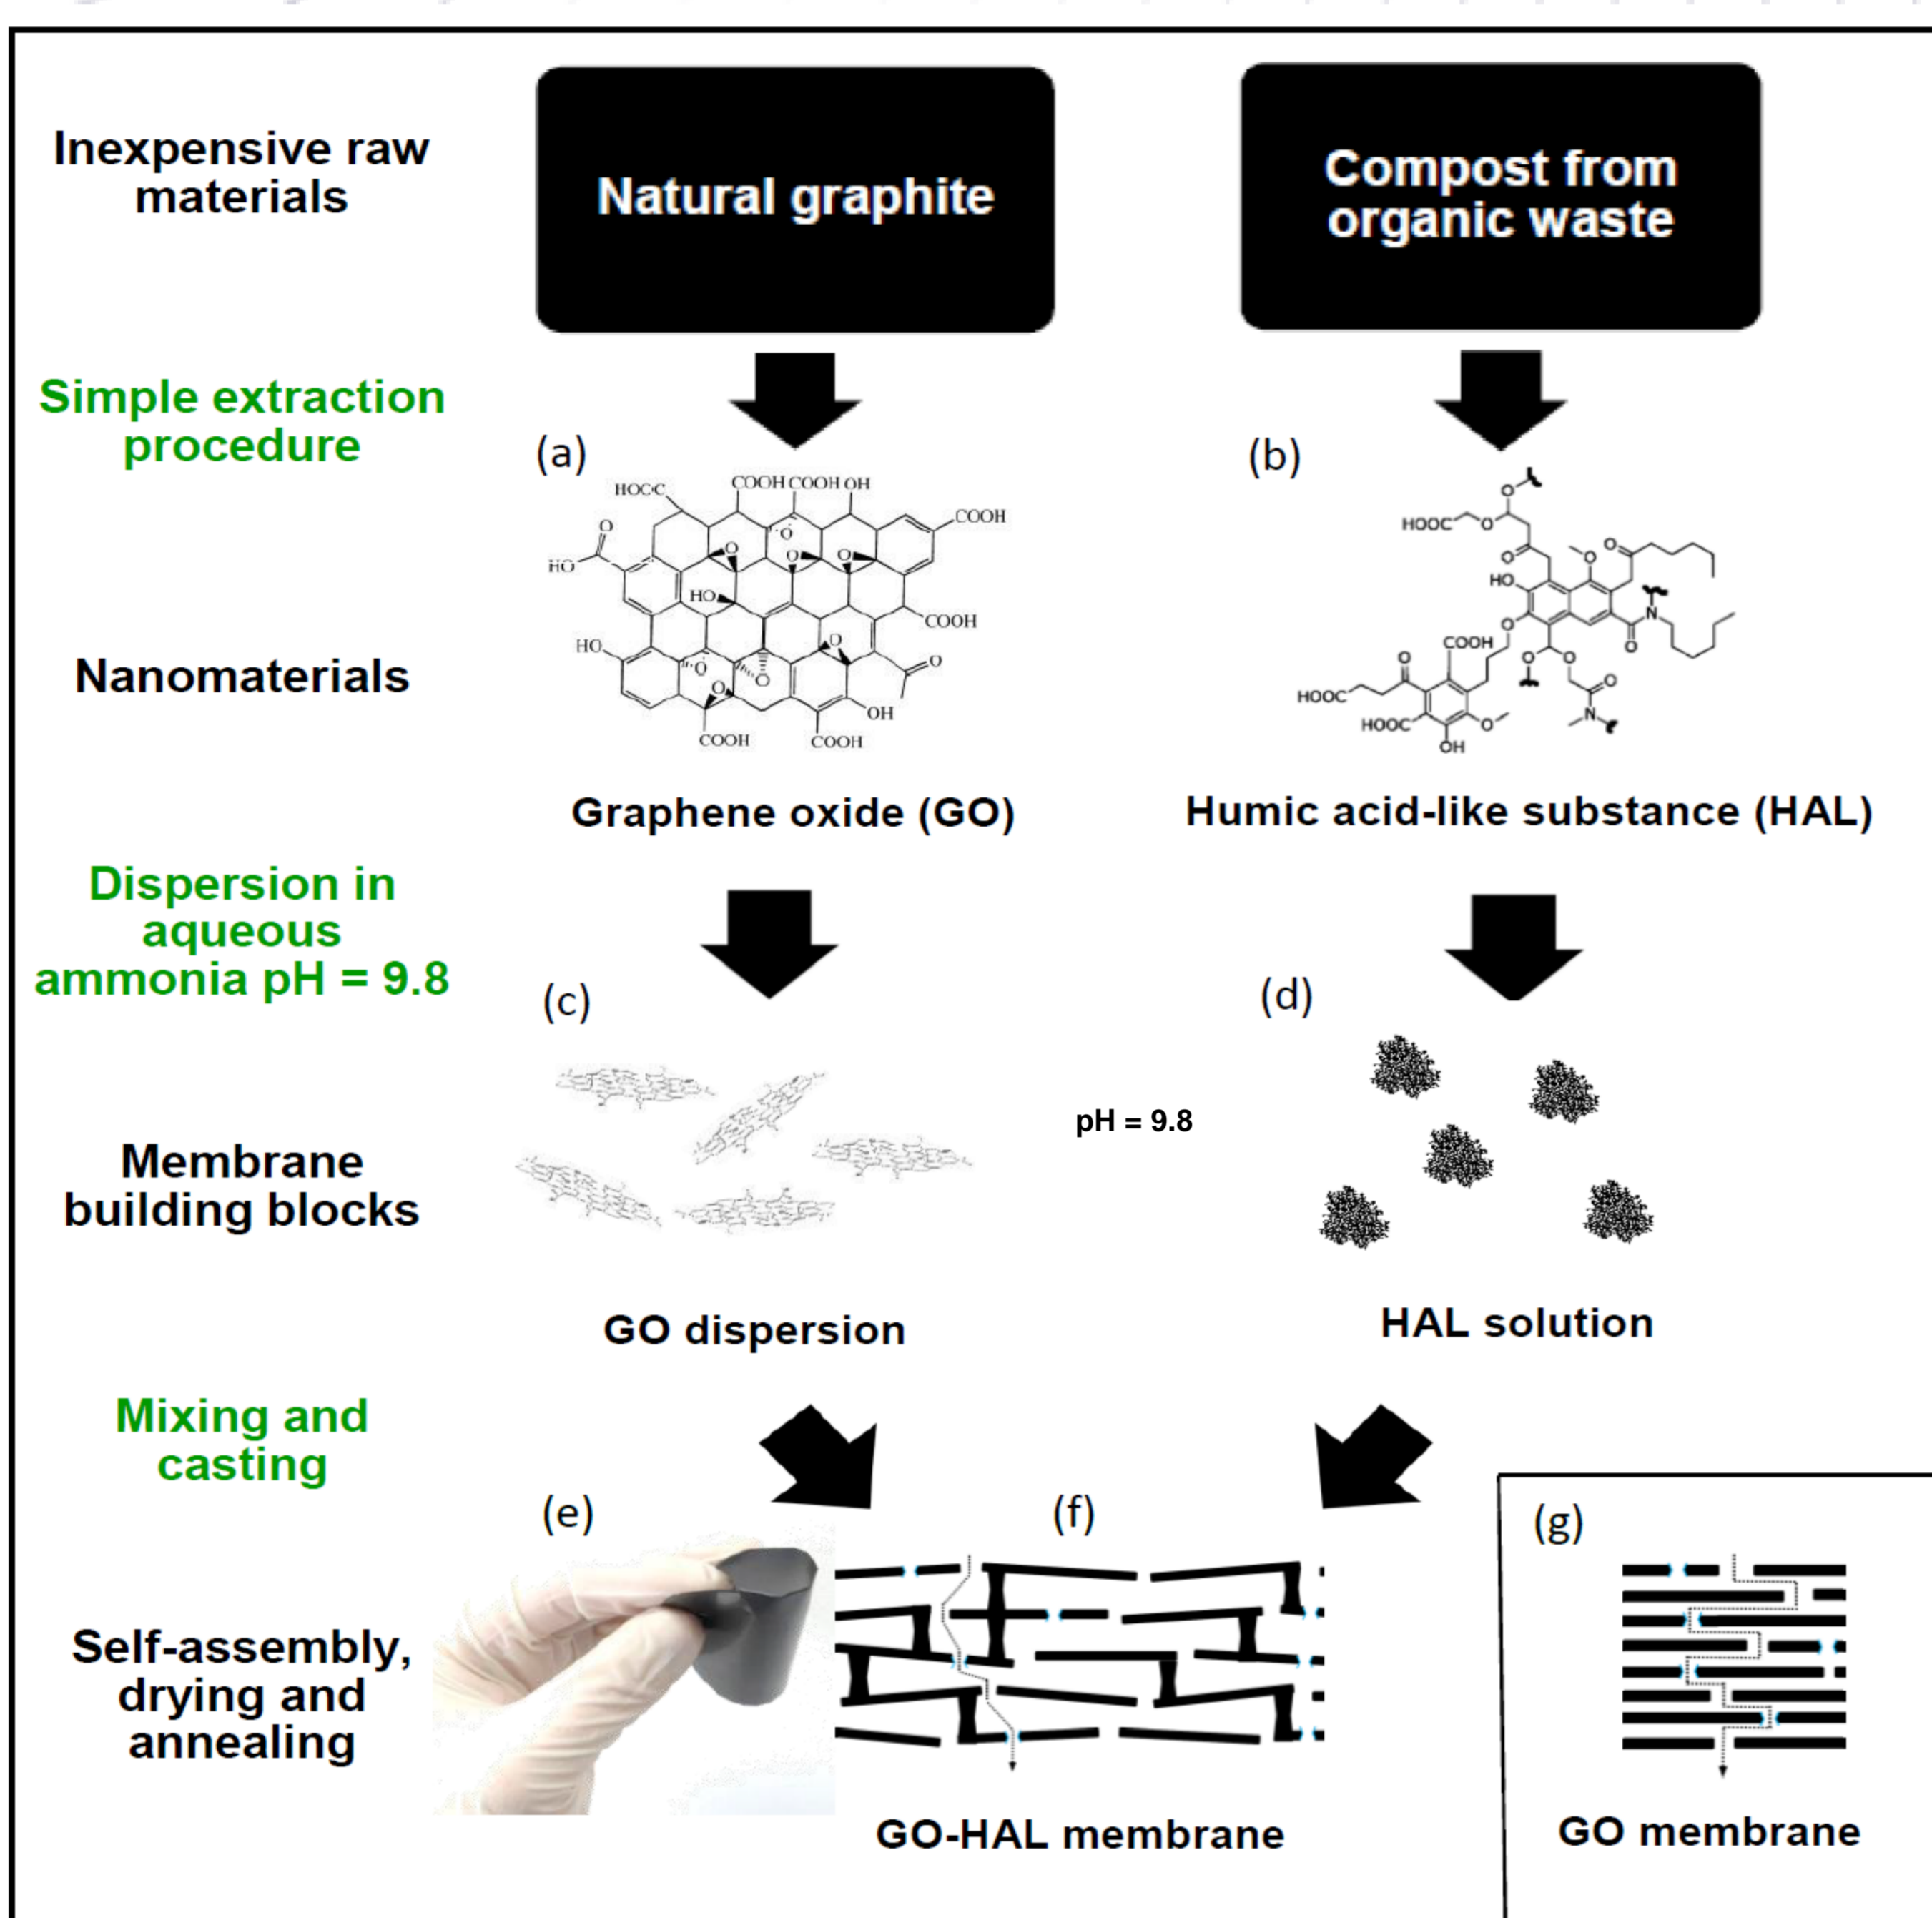 Inexpensive raw
materials
Natural graphite
Compost from
organic waste
Simple extraction
procedure
(a)
(b)
HOCC
COOH
COOH
OH
COOH
O
HO
O
O
O
O
HO
COOH
HO
O
O
O
O
O
O
OH
COOH
COOH
O
HOOC
O
O
O
O
HO
N
O
O
COOH
O
O
O
HOOC
O
N
HOOC
O
OH
Nanomaterials
Graphene oxide (GO)
Humic acid-like substance (HAL)
Dispersion in
aqueous
ammonia pH = 9.8
(c)
(d)
pH = 9.8
Membrane
building blocks
GO dispersion
HAL solution
Mixing and
casting
(e)
(f)
(g)
Self-assembly,
drying and
annealing
GO-HAL membrane
GO membrane